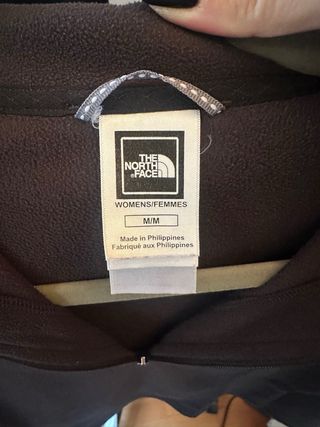 THE
NORTH
FACE
WOMENS/FEMMES
M/M
Made in Philippines
Fabriqué aux Philippines